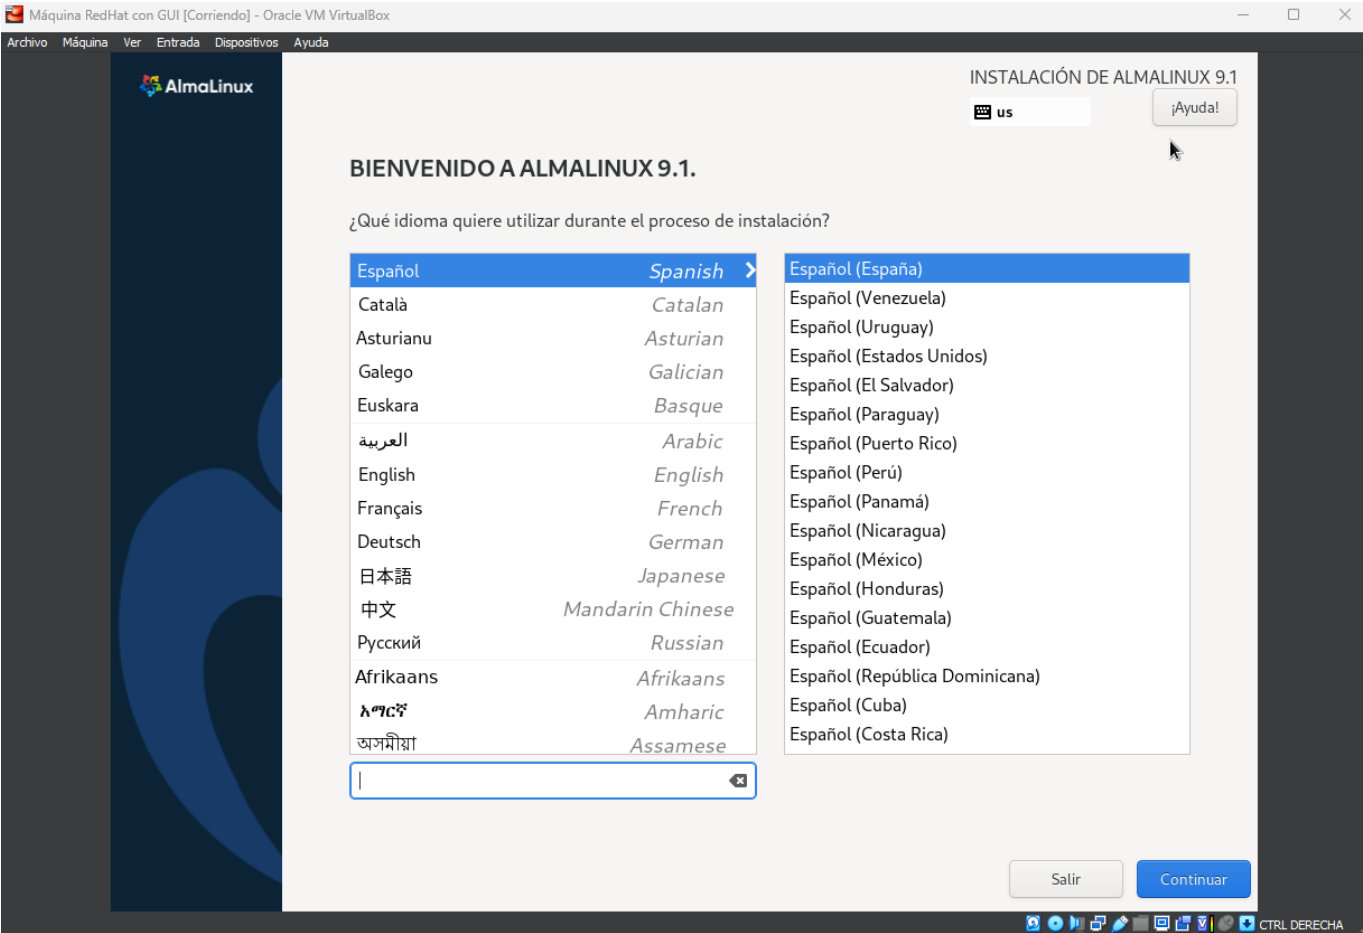 Máquina RedHat con GUI [Corriendo] - Oracle VM VirtualBox
Archivo Máquina Ver Entrada Dispositivos Ayuda
AlmaLinux
INSTALACIÓN DE ALMALINUX 9.1
us
¡Ayuda!
BIENVENIDO A ALMALINUX 9.1.
¿Qué idioma quiere utilizar durante el proceso de instalación?
Español Spanish
Català Catalan
Asturianu Asturian
Galego Galician
Euskara Basque
العربية Arabic
English English
Français French
Deutsch German
日本語 Japanese
中文 Mandarin Chinese
Русский Russian
Afrikaans Afrikaans
አማርኛ Amharic
অসমীয়া Assamese
Español (España)
Español (Venezuela)
Español (Uruguay)
Español (Estados Unidos)
Español (El Salvador)
Español (Paraguay)
Español (Puerto Rico)
Español (Perú)
Español (Panamá)
Español (Nicaragua)
Español (México)
Español (Honduras)
Español (Guatemala)
Español (Ecuador)
Español (República Dominicana)
Español (Cuba)
Español (Costa Rica)
Salir
Continuar
CTRL DERECHA